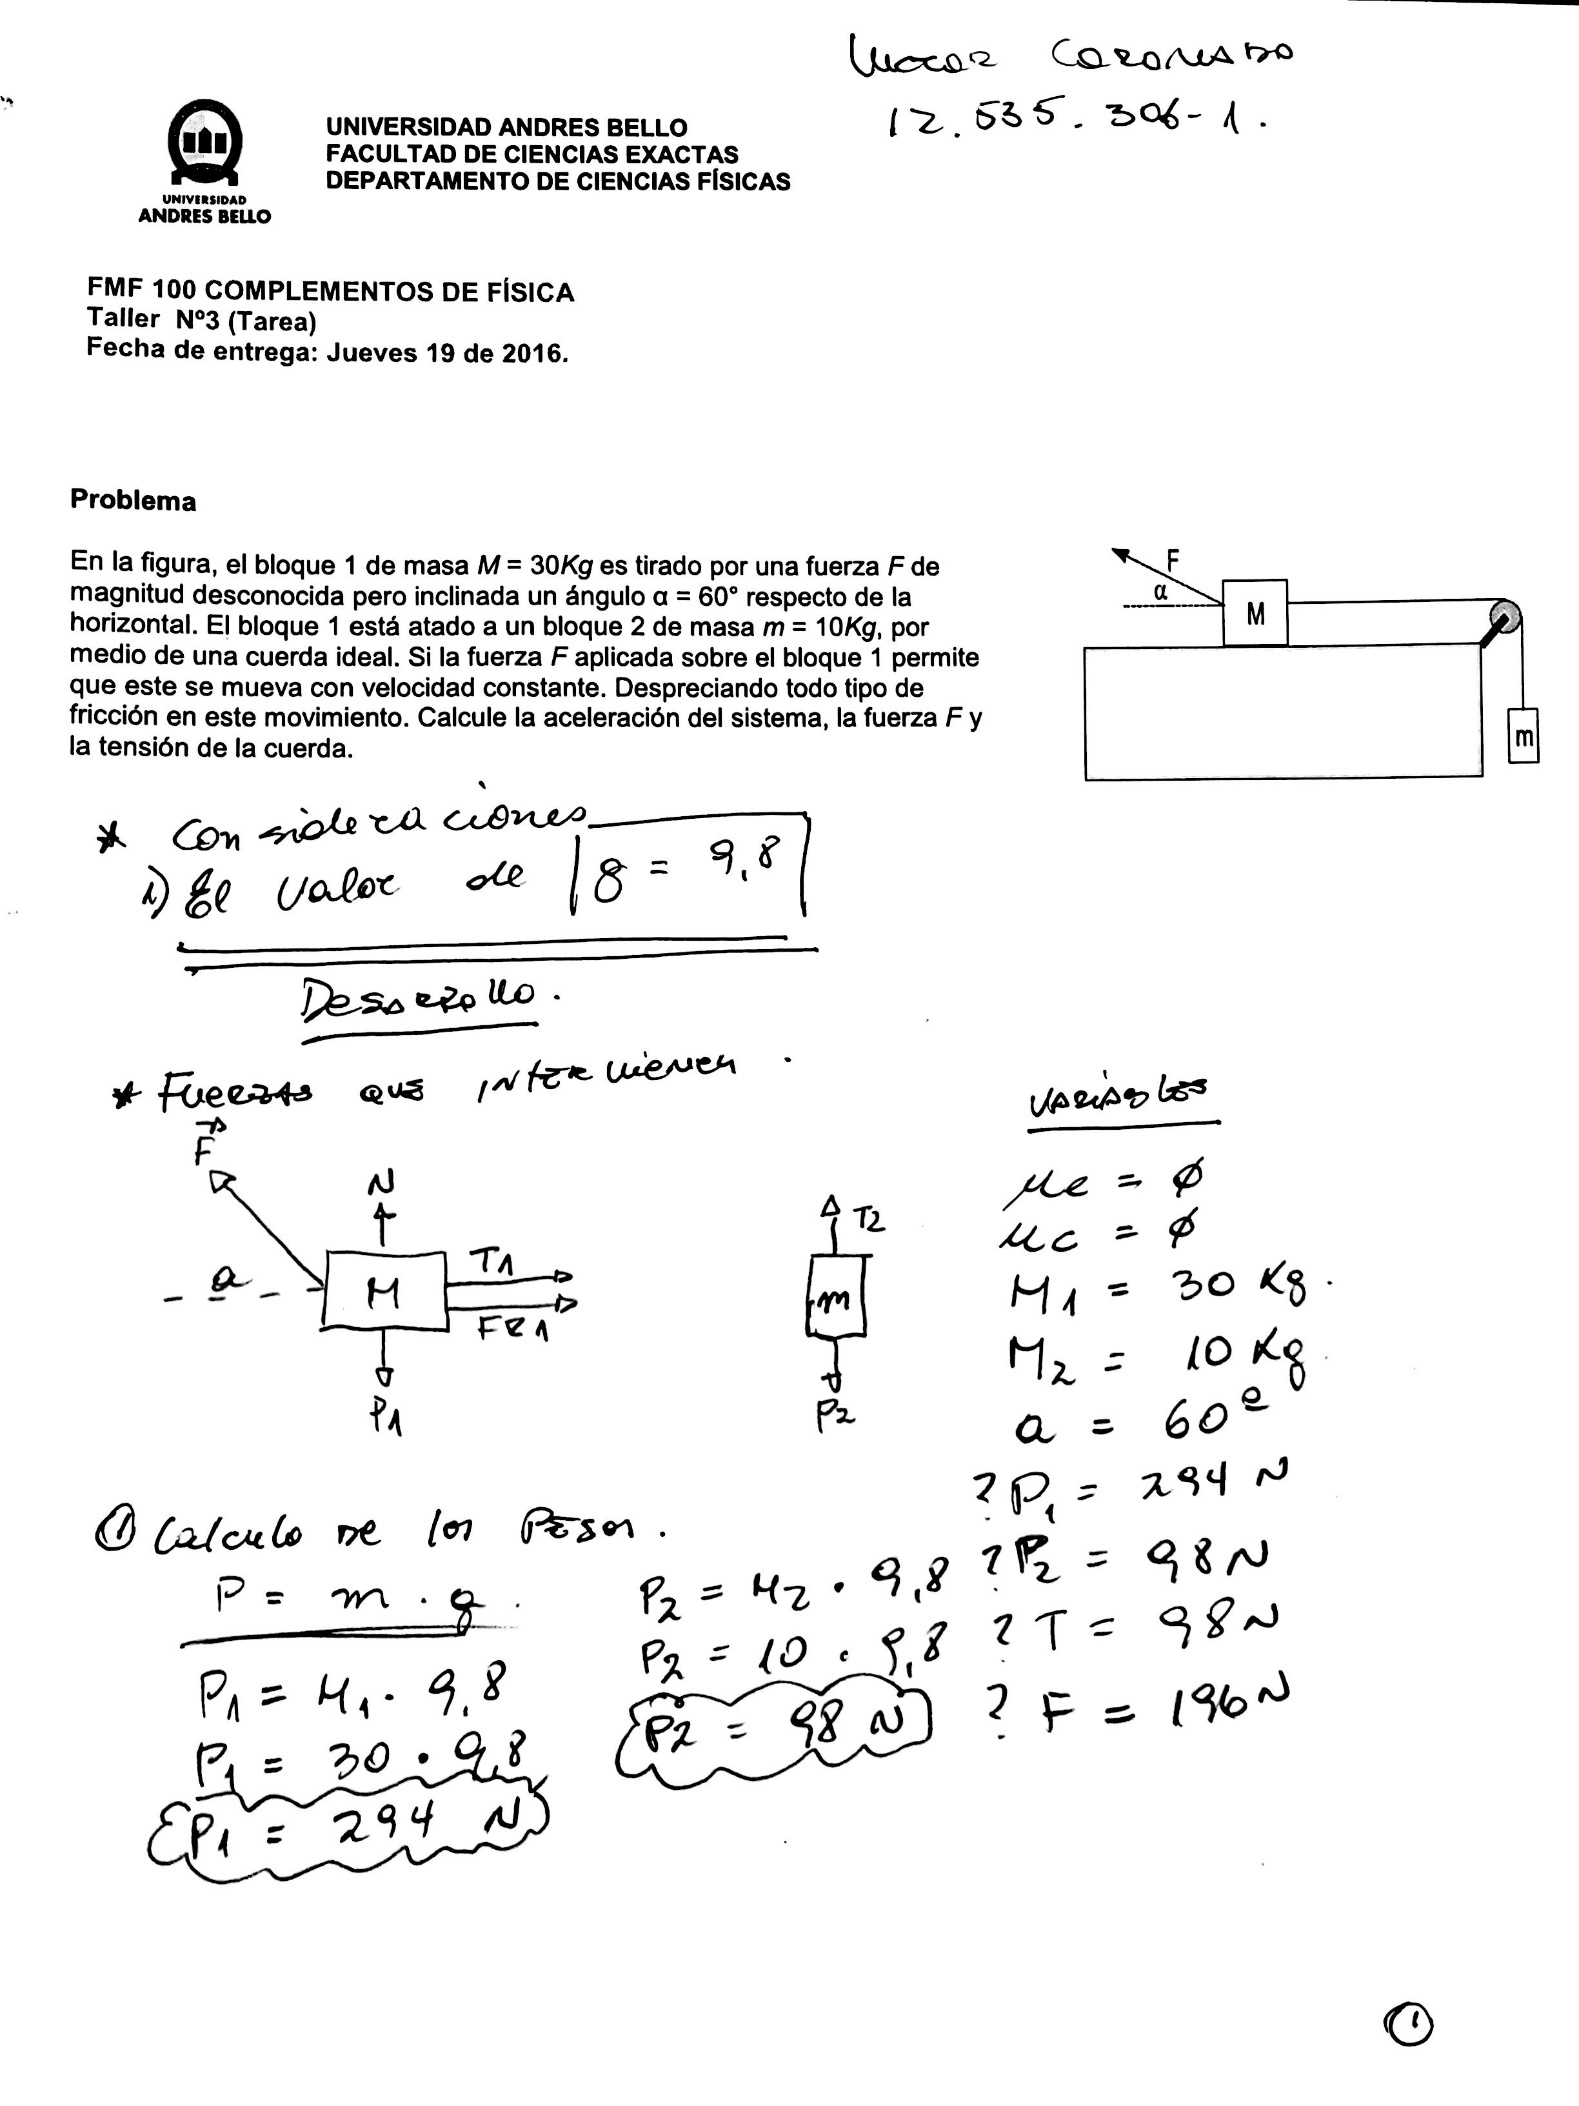 Coronado
12.535.306-1.
UNIVERSIDAD
ANDRES BELLO
UNIVERSIDAD ANDRES BELLO
FACULTAD DE CIENCIAS EXACTAS
DEPARTAMENTO DE CIENCIAS FÍSICAS
FMF 100 COMPLEMENTOS DE FÍSICA
Taller Nº3 (Tarea)
Fecha de entrega: Jueves 19 de 2016.
Problema
En la figura, el bloque 1 de masa M = 30Kg es tirado por una fuerza F de
magnitud desconocida pero inclinada un ángulo α = 60° respecto de la
horizontal. El bloque 1 está atado a un bloque 2 de masa m = 10Kg, por
medio de una cuerda ideal. Si la fuerza F aplicada sobre el bloque 1 permite
que este se mueva con velocidad constante. Despreciando todo tipo de
fricción en este movimiento. Calcule la aceleración del sistema, la fuerza F y
la tensión de la cuerda.
F
α
M
m
* Consideraciones
1) El valor de g = 9,8
Desarrollo.
* Fuerzas que intervienen.
F
N
a
M
T1
FR1
P1
T2
m
P2
Variables
μe = ∅
μc = ∅
M1 = 30 Kg.
M2 = 10 Kg.
a = 60º
? P1 = 294 N
? P2 = 98 N
? T = 98 N
? F = 196 N
① Calculo de los Pesos.
P = m . g.
P1 = M1 . 9,8
P1 = 30 . 9,8
P1 = 294 N
P2 = M2 . 9,8
P2 = 10 . 9,8
P2 = 98 N
1